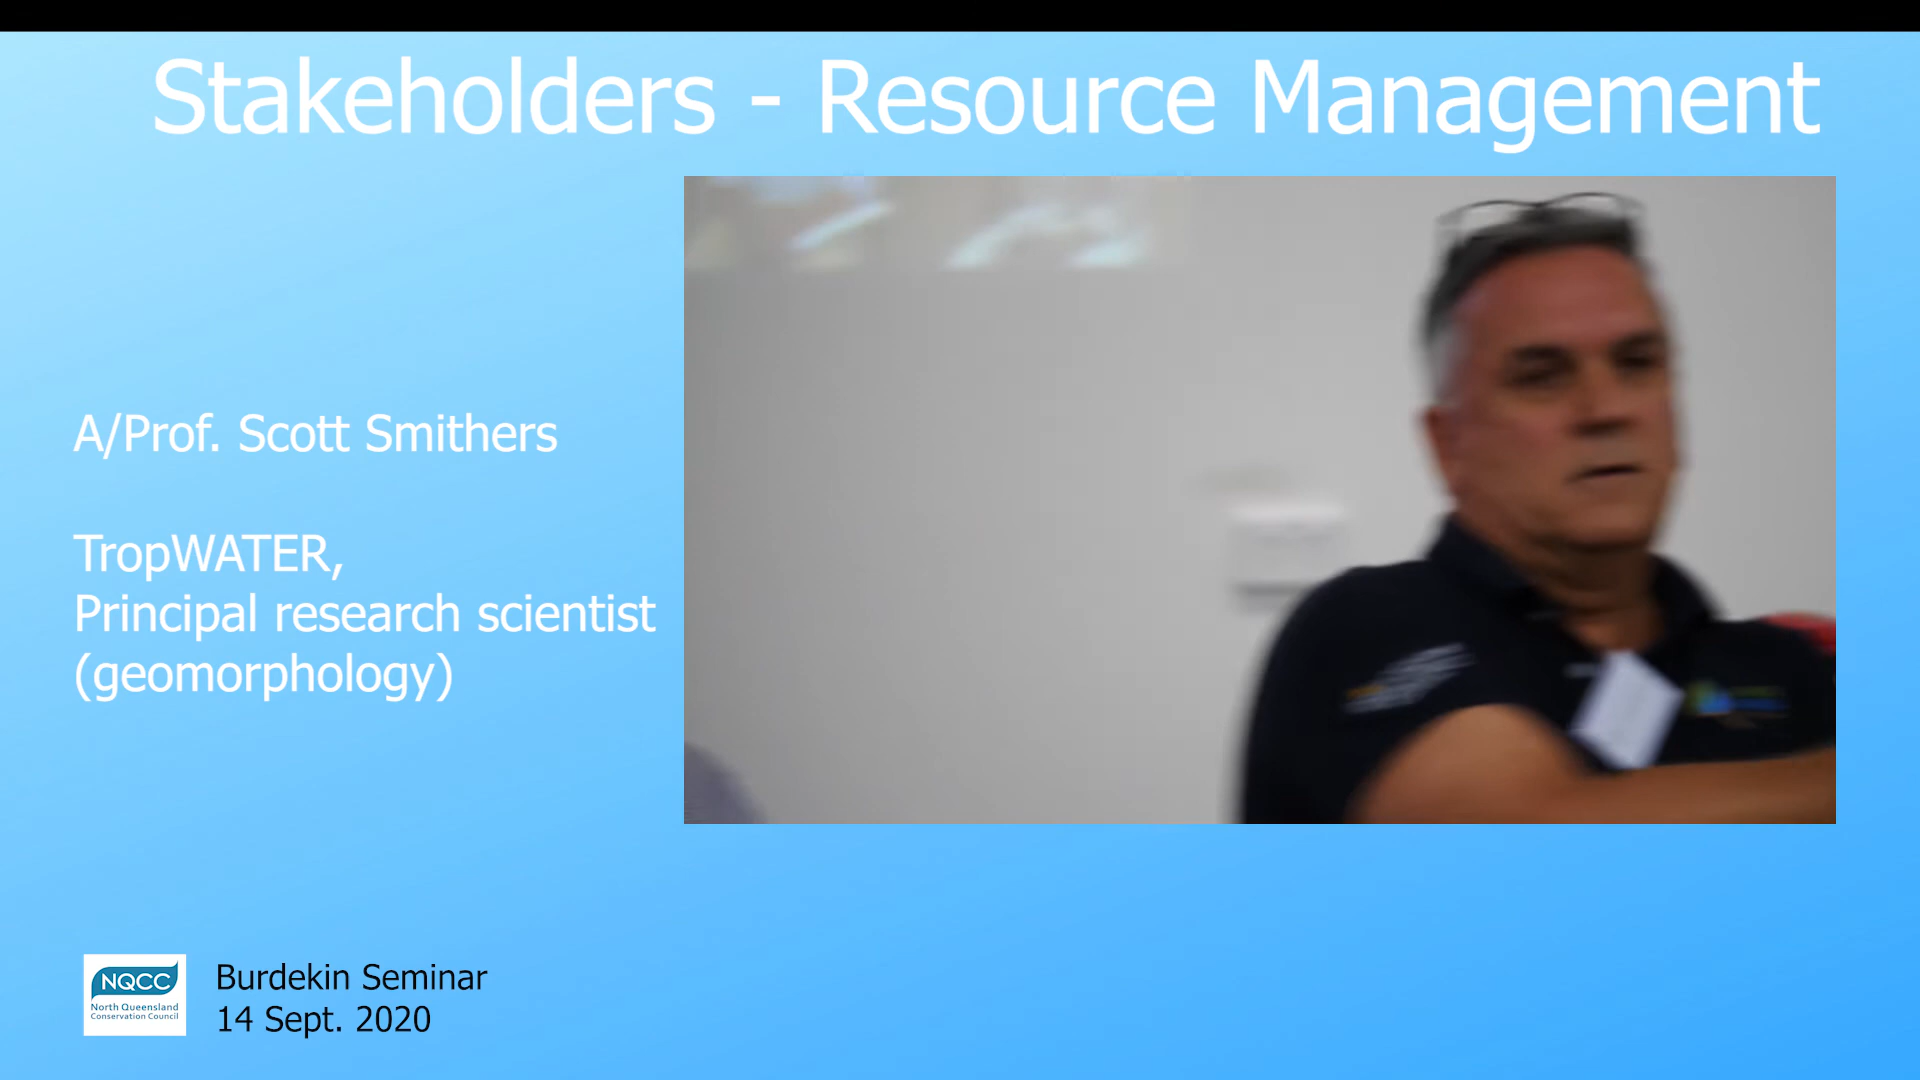 Stakeholders - Resource Management
A/Prof. Scott Smithers
TropWATER,
Principal research scientist
(geomorphology)
NQCC
North Queensland
Conservation Council
Burdekin Seminar
14 Sept. 2020